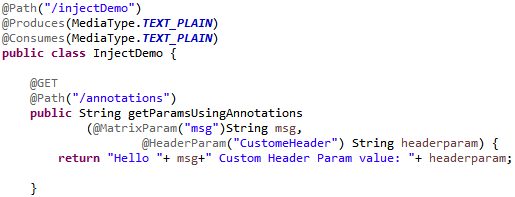 @Path("/injectDemo")
@Produces(MediaType.TEXT_PLAIN)
@Consumes(MediaType.TEXT_PLAIN)
public class InjectDemo {
@GET
@Path("/annotations")
public String getParamsUsingAnnotations
(@MatrixParam("msg")String msg,
@HeaderParam("CustomeHeader") String headerparam) {
return "Hello "+ msg+" Custom Header Param value: "+ headerparam;
}